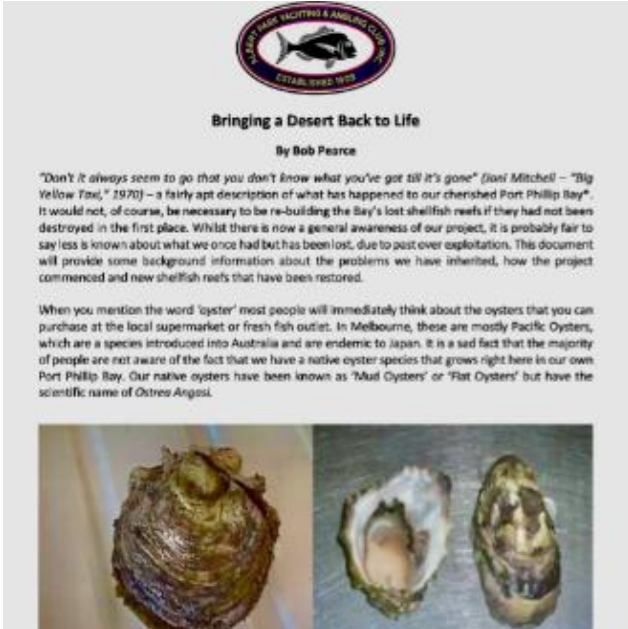 ALBERT PARK YACHTING & ANGLING CLUB INC.
ESTABLISHED
Bringing a Desert Back to Life
By Bob Pearce
"Don't it always seem to go that you don't know what you've got till it's gone" (Joni Mitchell – "Big
Yellow Taxi," 1970) – a fairly apt description of what has happened to our cherished Port Phillip Bay*.
It would not, of course, be necessary to be re-building the Bay's lost shellfish reefs if they had not been
destroyed in the first place. Whilst there is now a general awareness of our project, it is probably fair to
say less is known about what we once had but has been lost, due to past over exploitation. This document
will provide some background information about the problems we have inherited, how the project
commenced and new shellfish reefs that have been restored.
When you mention the word 'oyster' most people will immediately think about the oysters that you can
purchase at the local supermarket or fresh fish outlet. In Melbourne, these are mostly Pacific Oysters,
which are a species introduced into Australia and are endemic to Japan. It is a sad fact that the majority
of people are not aware of the fact that we have a native oyster species that grows right here in our own
Port Phillip Bay. Our native oysters have been known as 'Mud Oysters' or 'Flat Oysters' but have the
scientific name of Ostrea Angasi.